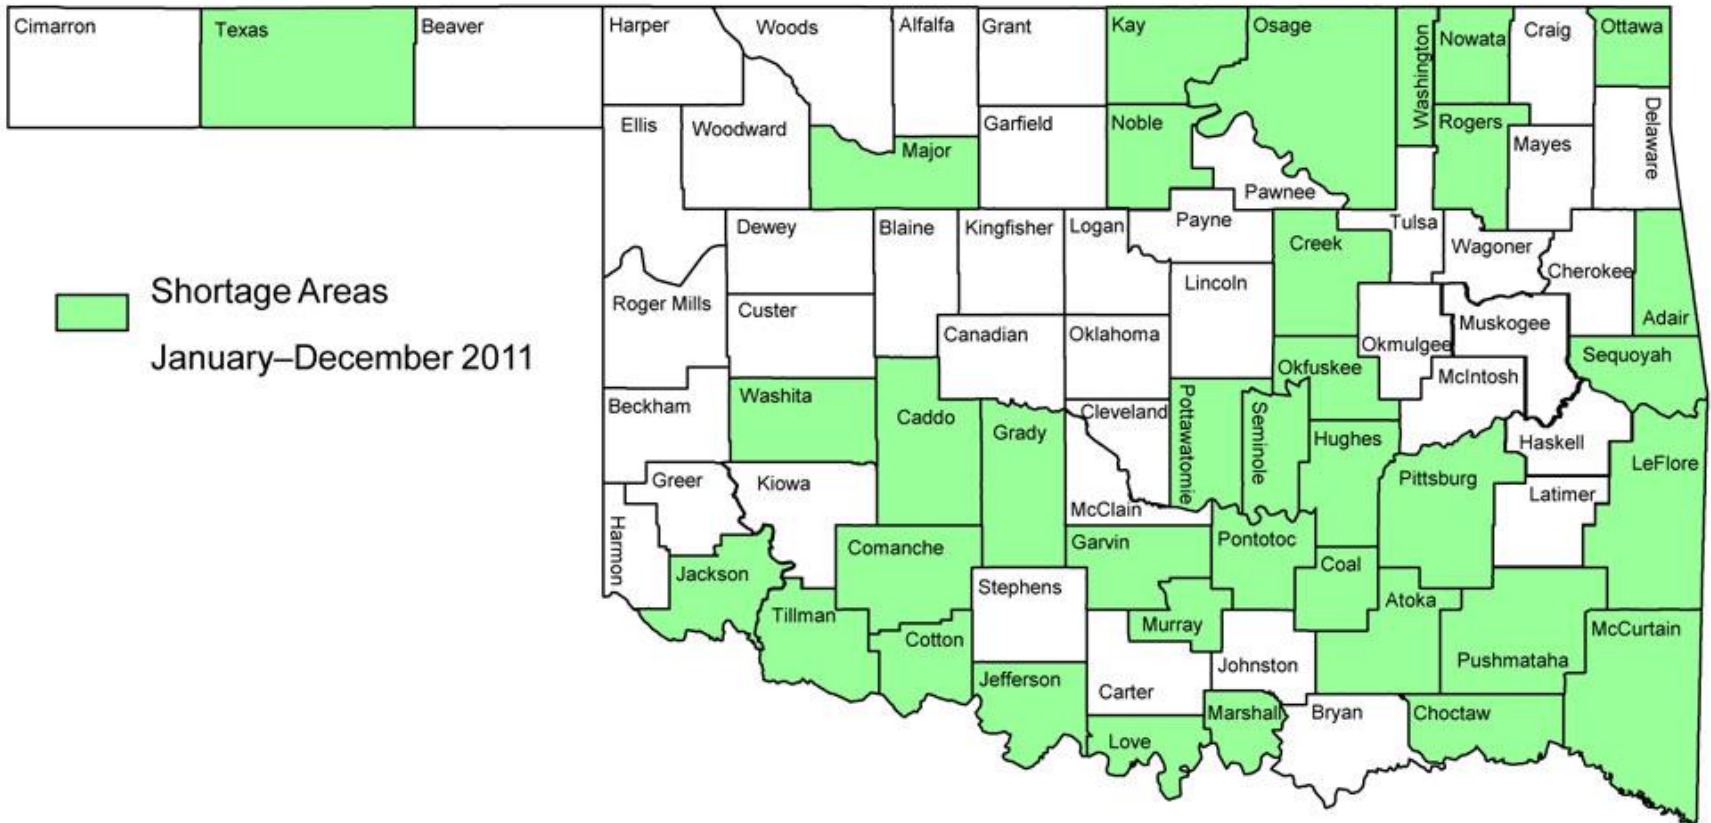 Cimarron
Texas
Beaver
Harper
Woods
Alfalfa
Grant
Kay
Osage
Washington
Nowata
Craig
Ottawa
Ellis
Woodward
Major
Garfield
Noble
Pawnee
Rogers
Mayes
Delaware
Dewey
Blaine
Kingfisher
Logan
Payne
Creek
Tulsa
Wagoner
Cherokee
Adair
Shortage Areas
January–December 2011
Roger Mills
Custer
Canadian
Oklahoma
Lincoln
Okmulgee
Muskogee
Sequoyah
Beckham
Washita
Caddo
Grady
Cleveland
Pottawatomie
Seminole
Okfuskee
Hughes
McIntosh
Haskell
LeFlore
Greer
Kiowa
McClain
Pittsburg
Latimer
Harmon
Jackson
Comanche
Garvin
Pontotoc
Coal
Stephens
Tillman
Cotton
Murray
Atoka
McCurtain
Jefferson
Carter
Johnston
Pushmataha
Love
Marshall
Bryan
Choctaw